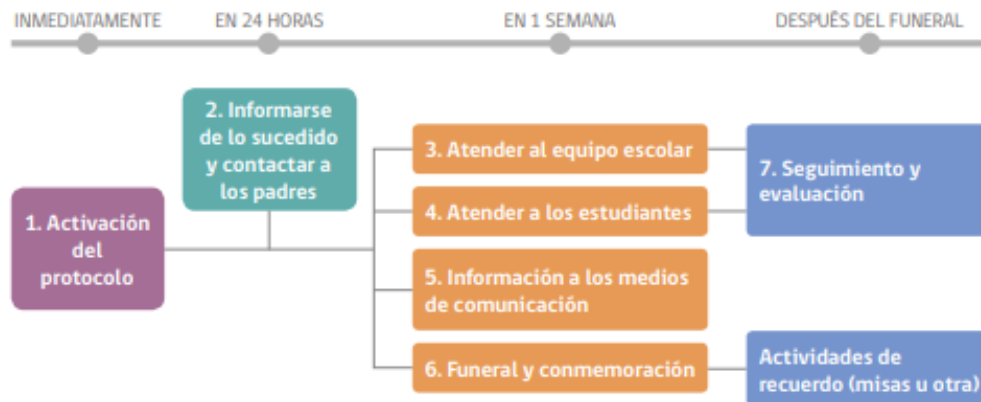 INMEDIATAMENTE
EN 24 HORAS
EN 1 SEMANA
DESPUÉS DEL FUNERAL
1. Activación
del
protocolo
2. Informarse
de lo sucedido
y contactar a
los padres
3. Atender al equipo escolar
4. Atender a los estudiantes
5. Información a los medios
de comunicación
6. Funeral y conmemoración
7. Seguimiento y
evaluación
Actividades de
recuerdo (misas u otra)